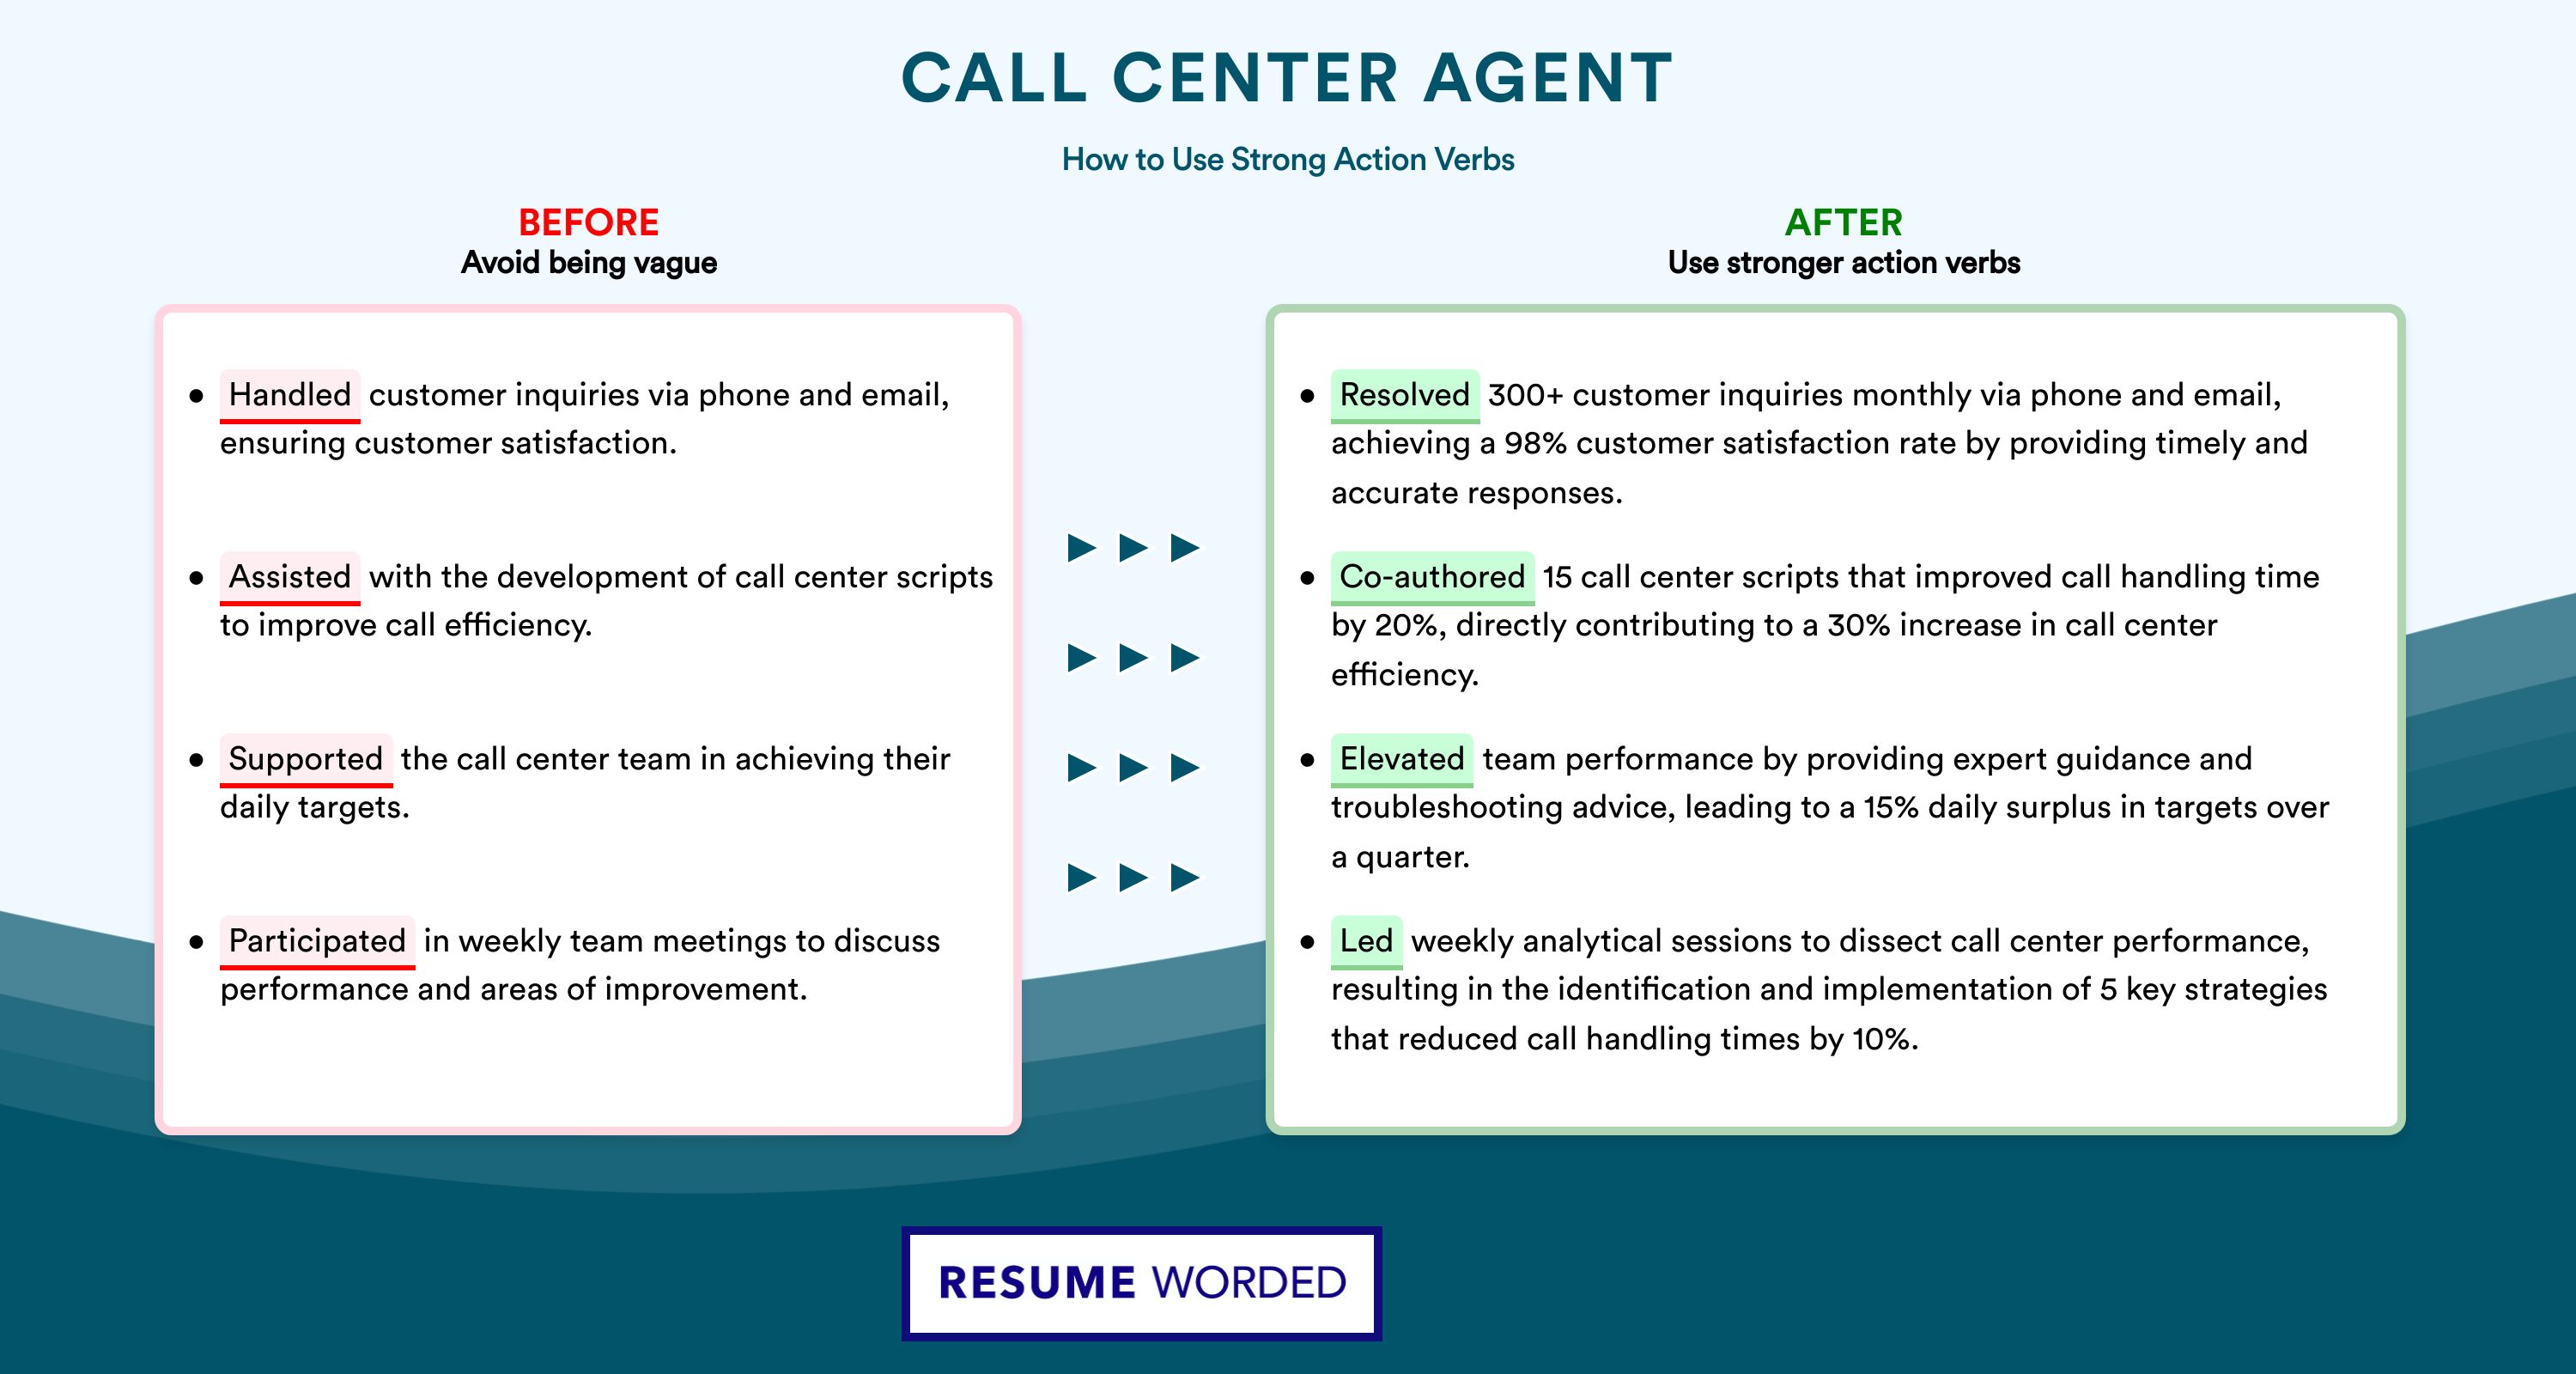 CALL CENTER AGENT
How to Use Strong Action Verbs
BEFORE
Avoid being vague
• Handled customer inquiries via phone and email,
ensuring customer satisfaction.
• Assisted with the development of call center scripts
to improve call efficiency.
• Supported the call center team in achieving their
daily targets.
• Participated in weekly team meetings to discuss
performance and areas of improvement.
AFTER
Use stronger action verbs
• Resolved 300+ customer inquiries monthly via phone and email,
achieving a 98% customer satisfaction rate by providing timely and
accurate responses.
• Co-authored 15 call center scripts that improved call handling time
by 20%, directly contributing to a 30% increase in call center
efficiency.
• Elevated team performance by providing expert guidance and
troubleshooting advice, leading to a 15% daily surplus in targets over
a quarter.
• Led weekly analytical sessions to dissect call center performance,
resulting in the identification and implementation of 5 key strategies
that reduced call handling times by 10%.
RESUME WORDED